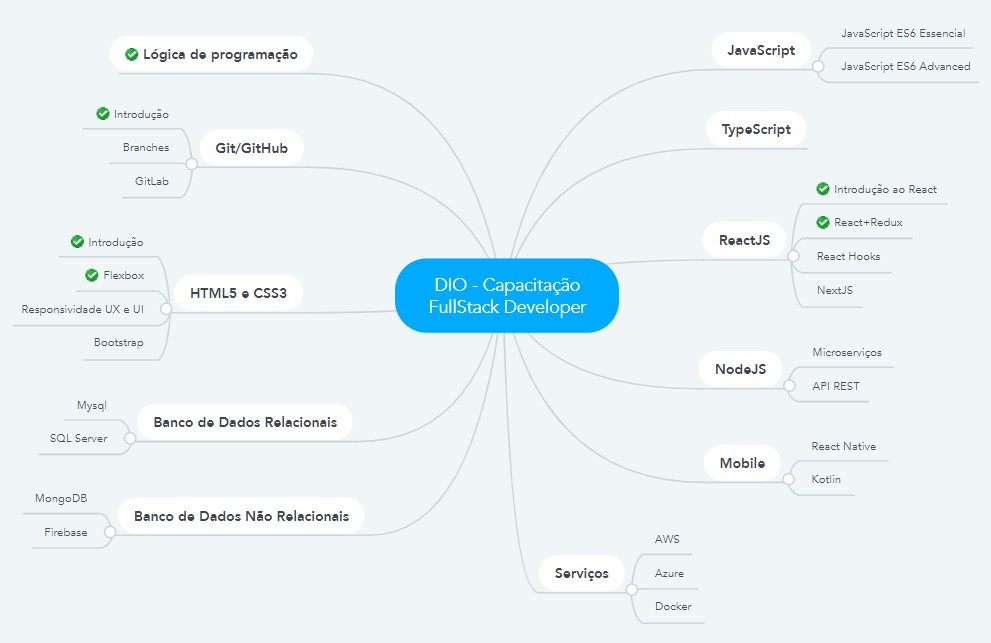 DIO - Capacitação
FullStack Developer
Lógica de programação
Git/GitHub
Introdução
Branches
GitLab
HTML5 e CSS3
Introdução
Flexbox
Responsividade UX e UI
Bootstrap
Banco de Dados Relacionais
Mysql
SQL Server
Banco de Dados Não Relacionais
MongoDB
Firebase
JavaScript
JavaScript ES6 Essencial
JavaScript ES6 Advanced
TypeScript
ReactJS
Introdução ao React
React+Redux
React Hooks
NextJS
NodeJS
Microserviços
API REST
Mobile
React Native
Kotlin
Serviços
AWS
Azure
Docker